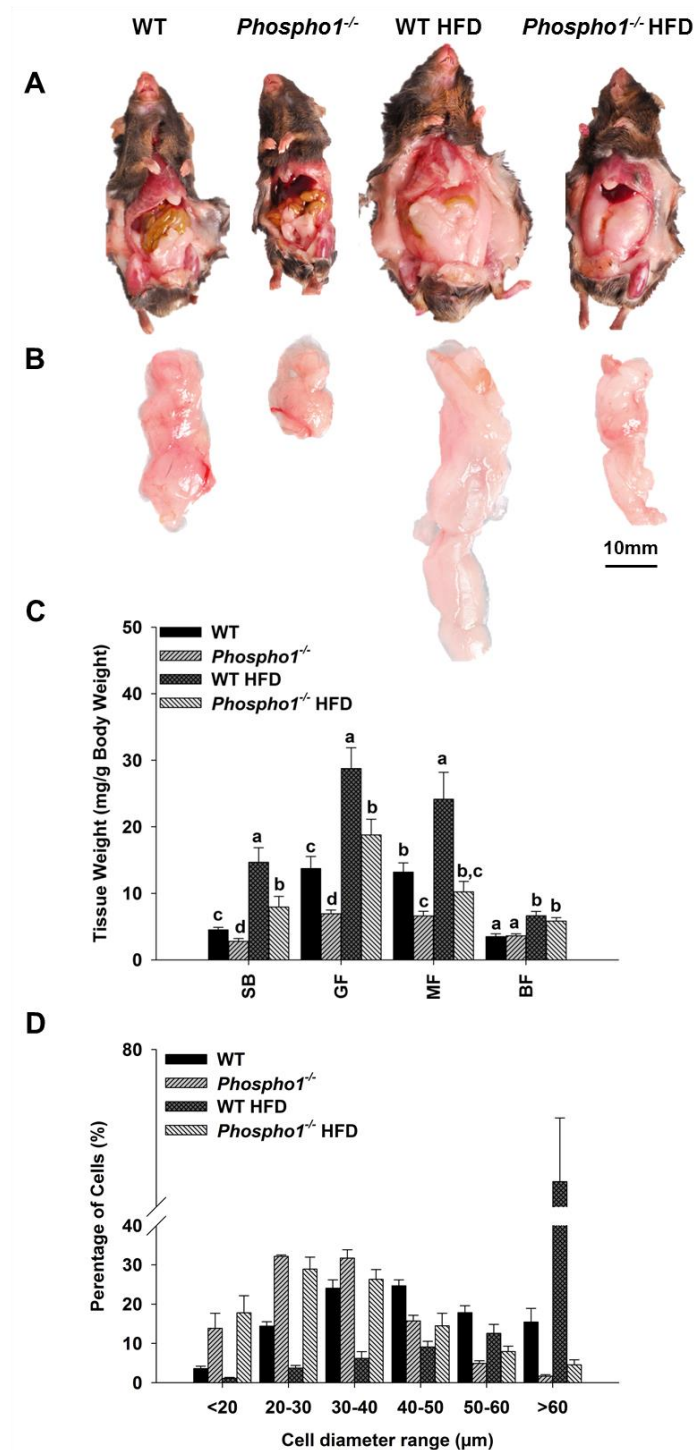 WT Phospho1-/- WT HFD Phospho1-/- HFD
A
B
10mm
C
50
40
30
20
10
0
Tissue Weight (mg/g Body Weight)
WT
Phospho1-/-
WT HFD
Phospho1-/- HFD
c d a b
c d a b
b c a b,c
a a b b
SB GF MF BF
D
80
40
30
20
10
0
Perentage of Cells (%)
WT
Phospho1-/-
WT HFD
Phospho1-/- HFD
<20 20-30 30-40 40-50 50-60 >60
Cell diameter range (µm)